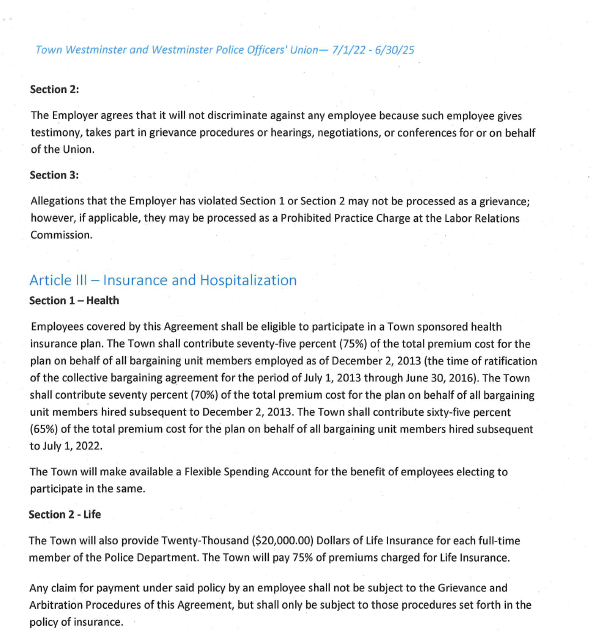 Town Westminster and Westminster Police Officers' Union— 7/1/22 - 6/30/25
Section 2:
The Employer agrees that it will not discriminate against any employee because such employee gives
testimony, takes part in grievance procedures or hearings, negotiations, or conferences for or on behalf
of the Union.
Section 3:
Allegations that the Employer has violated Section 1 or Section 2 may not be processed as a grievance;
however, if applicable, they may be processed as a Prohibited Practice Charge at the Labor Relations
Commission.
Article III – Insurance and Hospitalization
Section 1 – Health
Employees covered by this Agreement shall be eligible to participate in a Town sponsored health
insurance plan. The Town shall contribute seventy-five percent (75%) of the total premium cost for the
plan on behalf of all bargaining unit members employed as of December 2, 2013 (the time of ratification
of the collective bargaining agreement for the period of July 1, 2013 through June 30, 2016). The Town
shall contribute seventy percent (70%) of the total premium cost for the plan on behalf of all bargaining
unit members hired subsequent to December 2, 2013. The Town shall contribute sixty-five percent
(65%) of the total premium cost for the plan on behalf of all bargaining unit members hired subsequent
to July 1, 2022.
The Town will make available a Flexible Spending Account for the benefit of employees electing to
participate in the same.
Section 2 - Life
The Town will also provide Twenty-Thousand ($20,000.00) Dollars of Life Insurance for each full-time
member of the Police Department. The Town will pay 75% of premiums charged for Life Insurance.
Any claim for payment under said policy by an employee shall not be subject to the Grievance and
Arbitration Procedures of this Agreement, but shall only be subject to those procedures set forth in the
policy of insurance.